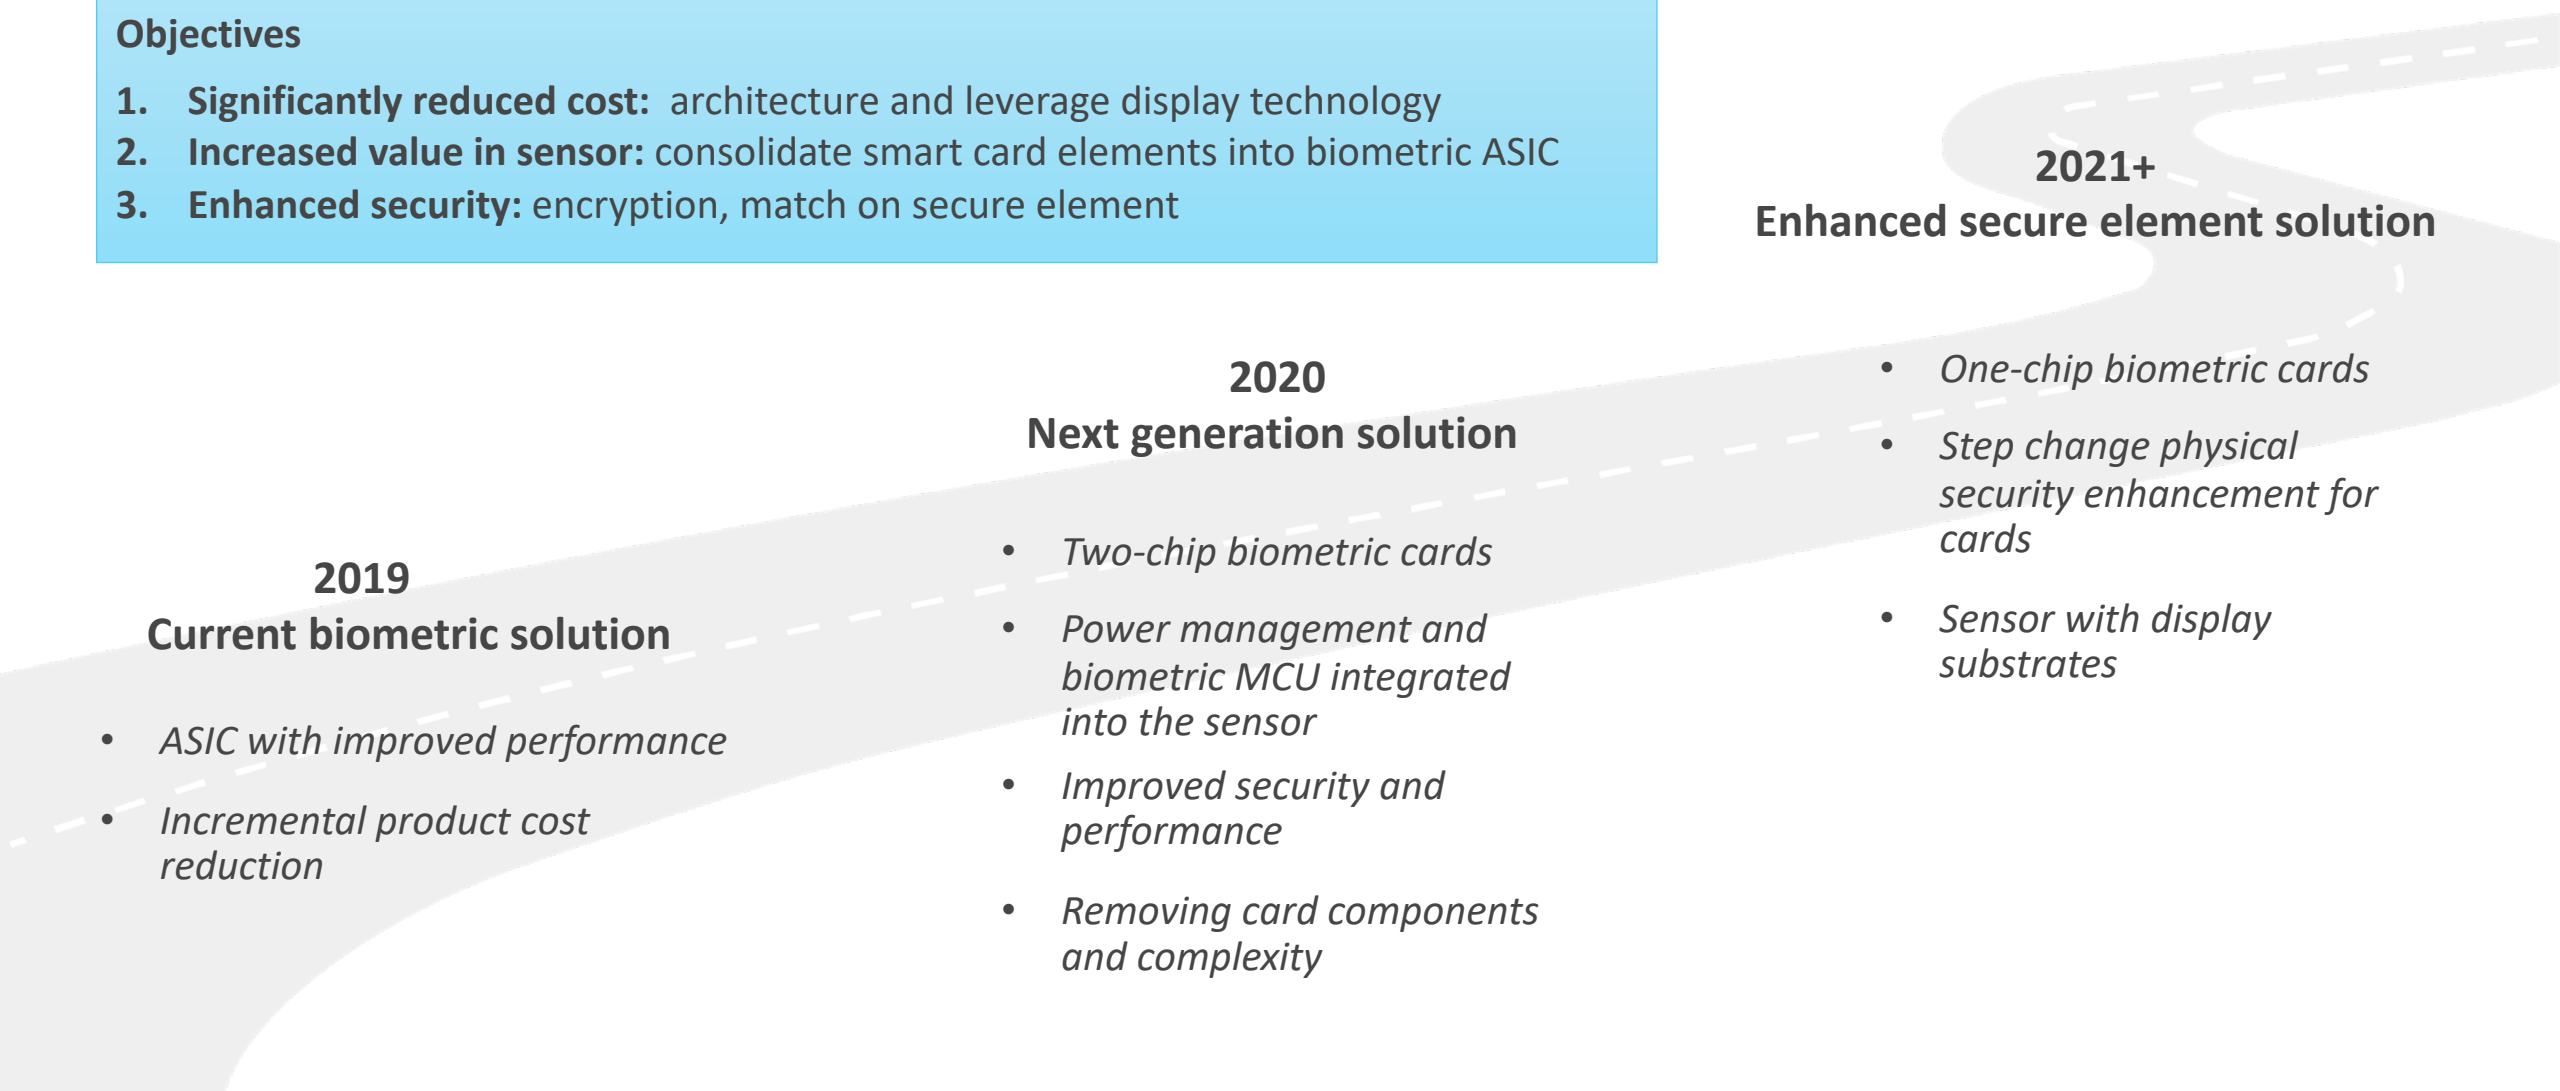 Objectives
1. Significantly reduced cost: architecture and leverage display technology
2. Increased value in sensor: consolidate smart card elements into biometric ASIC
3. Enhanced security: encryption, match on secure element
2019
Current biometric solution
• ASIC with improved performance
• Incremental product cost
reduction
2020
Next generation solution
• Two-chip biometric cards
• Power management and
biometric MCU integrated
into the sensor
• Improved security and
performance
• Removing card components
and complexity
2021+
Enhanced secure element solution
• One-chip biometric cards
• Step change physical
security enhancement for
cards
• Sensor with display
substrates